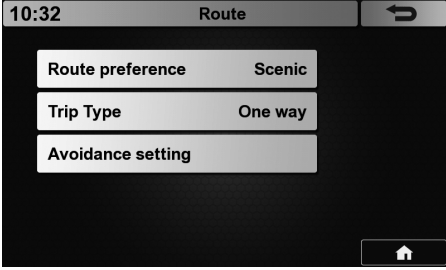 10:32 Route
Route preference Scenic
Trip Type One way
Avoidance setting